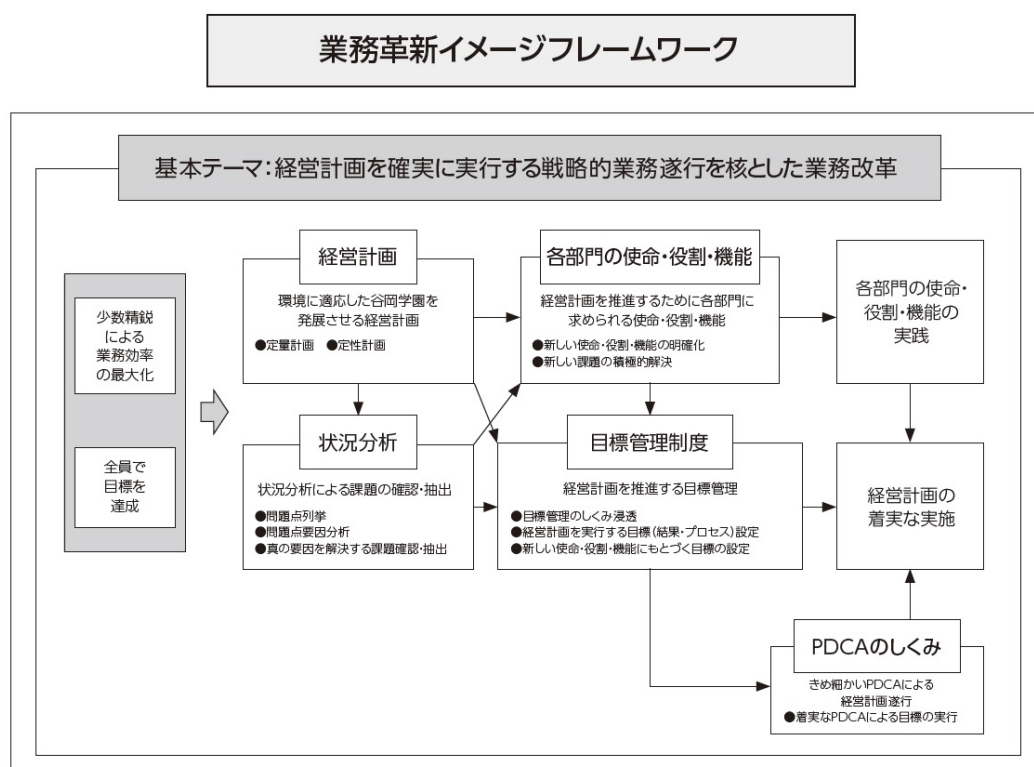 業務革新イメージフレームワーク
基本テーマ：経営計画を確実に実行する戦略的業務遂行を核とした業務改革
少数精鋭
による
業務効率
の最大化
全員で
目標を
達成
経営計画
環境に適応した谷岡学園を
発展させる経営計画
●定量計画　●定性計画
状況分析
状況分析による課題の確認・抽出
●問題点列挙
●問題点要因分析
●真の要因を解決する課題確認・抽出
各部門の使命・役割・機能
経営計画を推進するために各部門に
求められる使命・役割・機能
●新しい使命・役割・機能の明確化
●新しい課題の積極的解決
目標管理制度
経営計画を推進する目標管理
●目標管理のしくみ浸透
●経営計画を実行する目標（結果・プロセス）設定
●新しい使命・役割・機能にもとづく目標の設定
各部門の使命・
役割・機能の
実践
経営計画の
着実な実施
PDCAのしくみ
きめ細かいPDCAによる
経営計画遂行
●着実なPDCAによる目標の実行